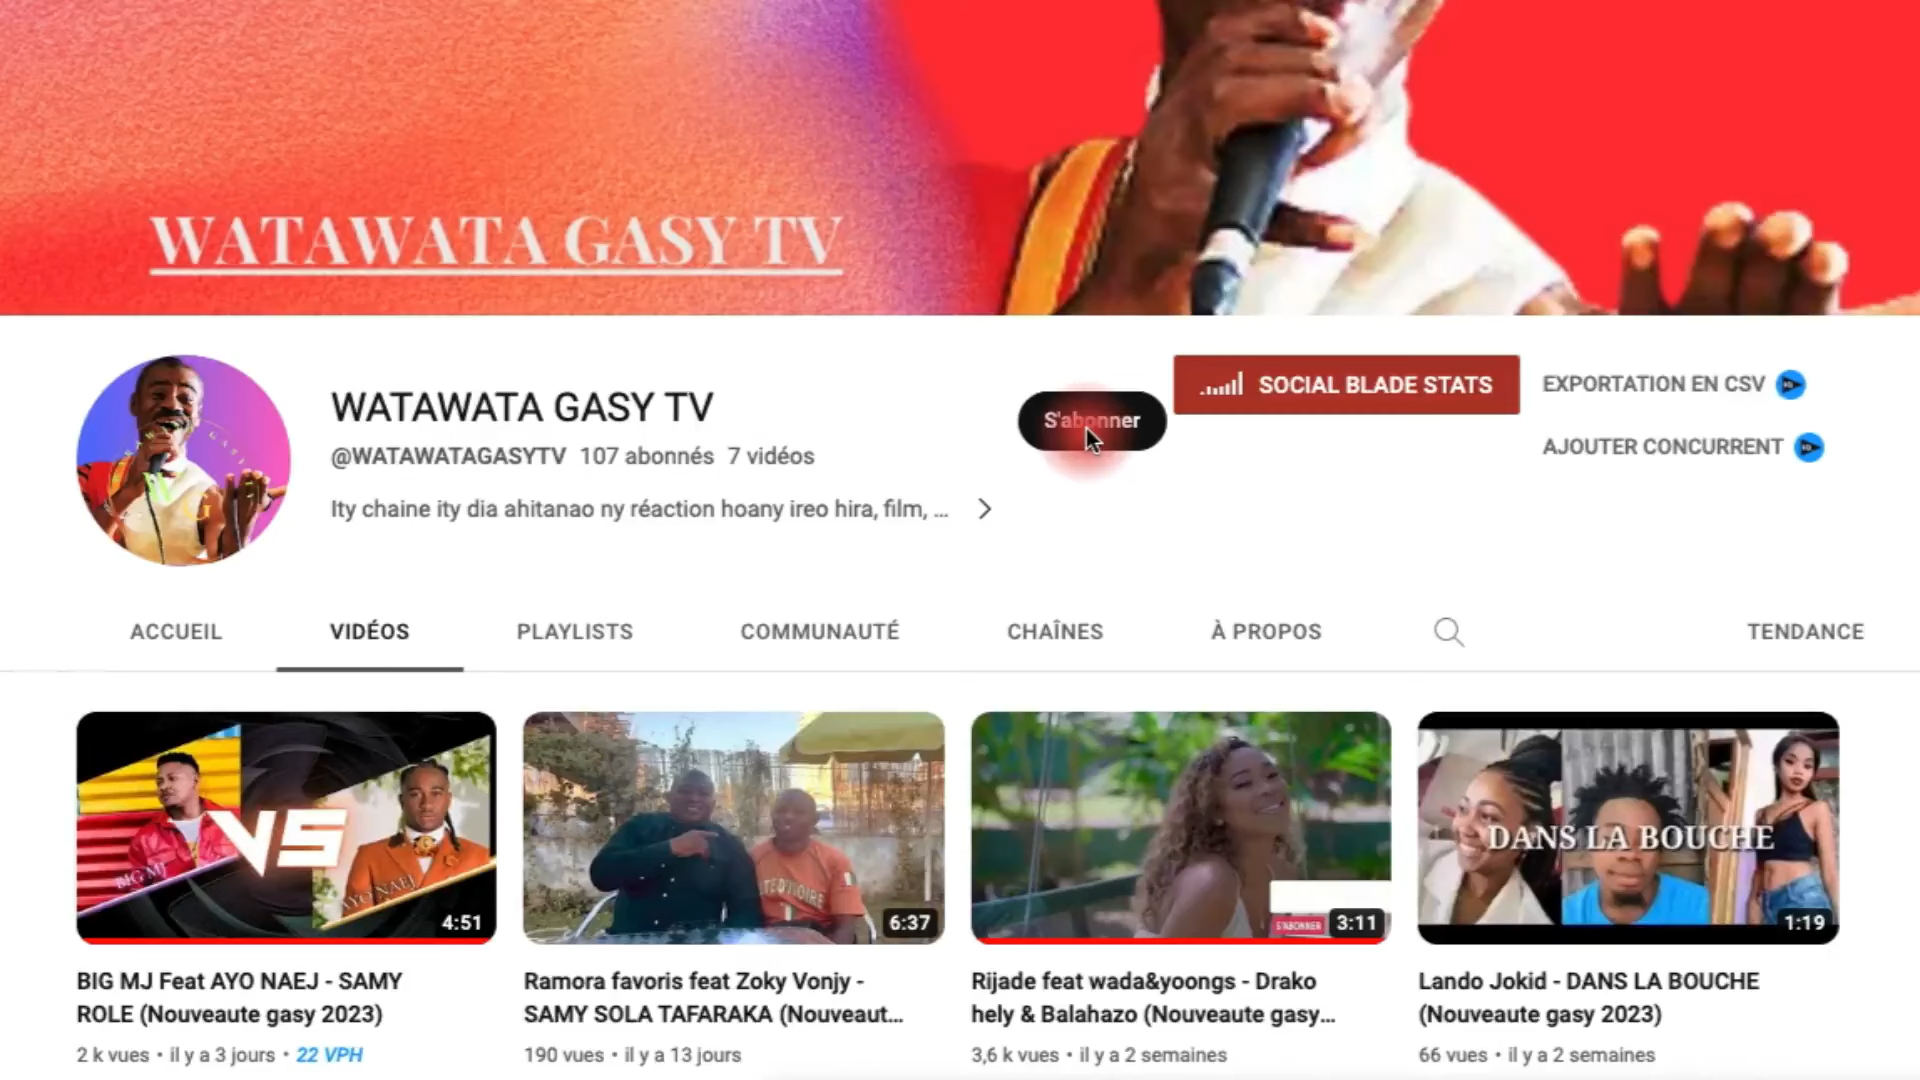 WATAWATA GASY TV
WATAWATA GASY TV
@WATAWATAGASYTV 107 abonnés 7 vidéos
Ity chaine ity dia ahitanao ny réaction hoany ireo hira, film, ...
S'abonner
SOCIAL BLADE STATS
EXPORTATION EN CSV
AJOUTER CONCURRENT
ACCUEIL VIDÉOS PLAYLISTS COMMUNAUTÉ CHAÎNES À PROPOS TENDANCE
BIG MJ
VS
AYO NAEJ
4:51
6:37
S'ABONNER
3:11
DANS LA BOUCHE
1:19
BIG MJ Feat AYO NAEJ - SAMY
ROLE (Nouveaute gasy 2023)
2 k vues • il y a 3 jours • 22 VPH
Ramora favoris feat Zoky Vonjy -
SAMY SOLA TAFARAKA (Nouveaut...
190 vues • il y a 13 jours
Rijade feat wada&yoongs - Drako
hely & Balahazo (Nouveaute gasy...
3,6 k vues • il y a 2 semaines
Lando Jokid - DANS LA BOUCHE
(Nouveaute gasy 2023)
66 vues • il y a 2 semaines